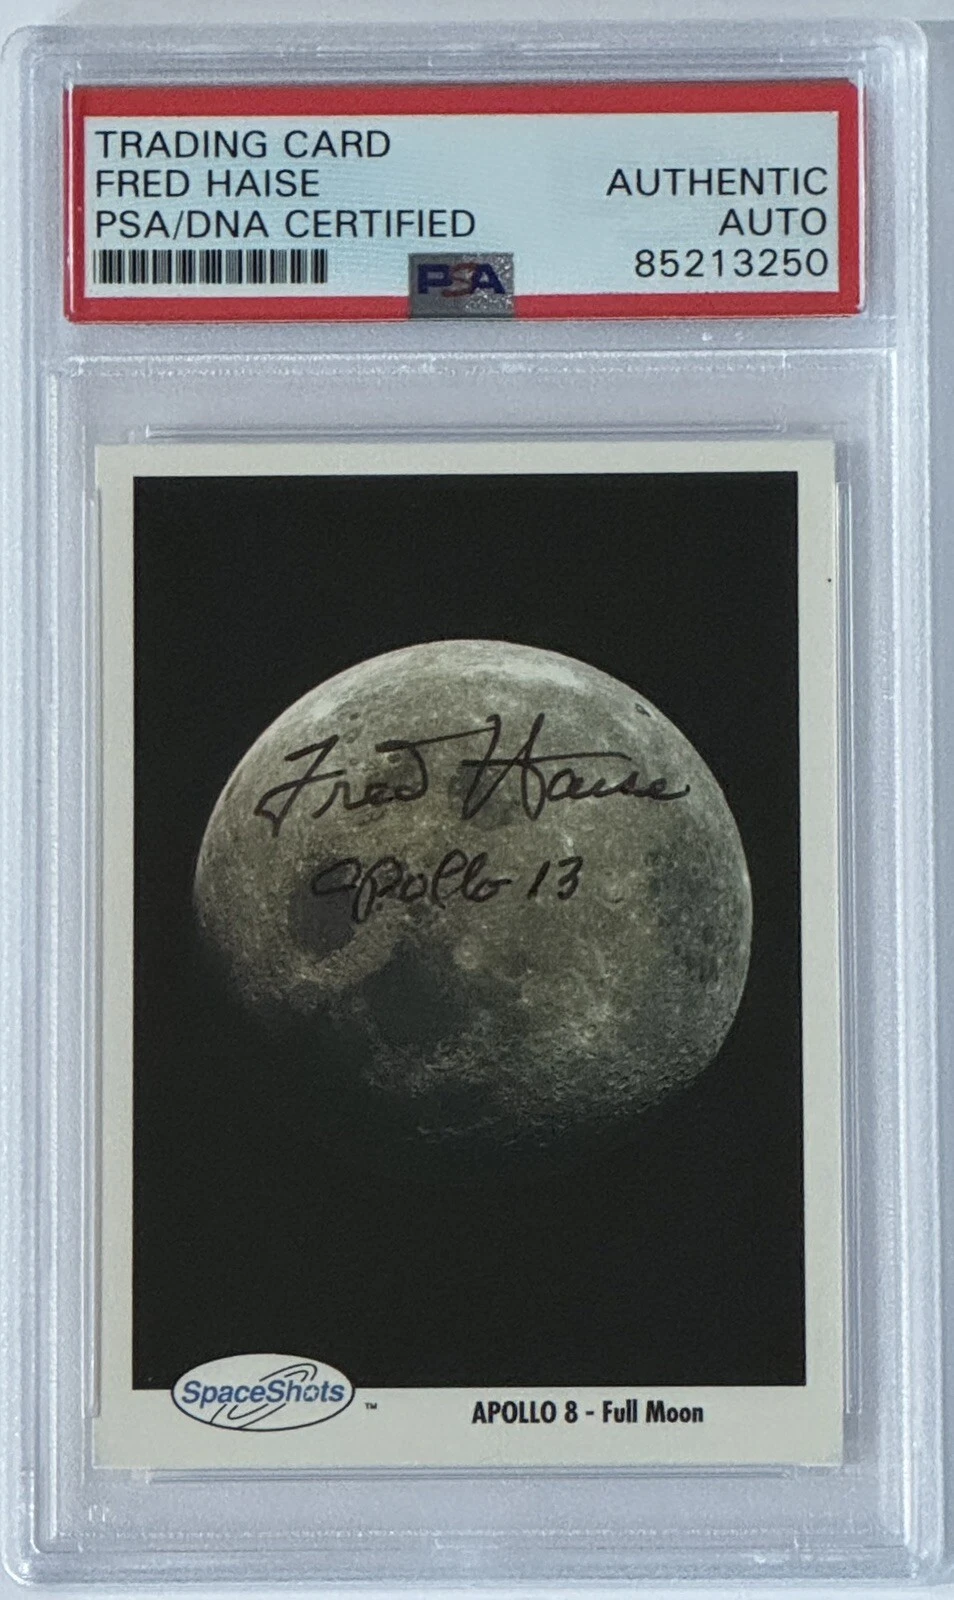 TRADING CARD
FRED HAISE
PSA/DNA CERTIFIED
AUTHENTIC
AUTO
85213250
PSA
Fred Haise
Apollo 13
SpaceShots™
APOLLO 8 - Full Moon